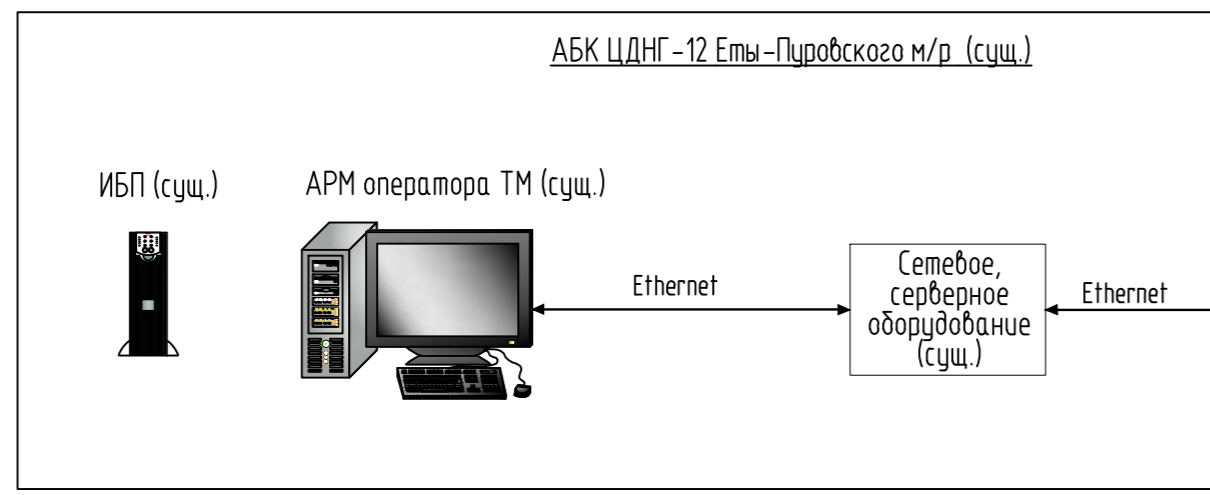 АБК ЦДНГ-12 Еты-Пуровского м/р (сущ.)
ИБП (сущ.)
АРМ оператора ТМ (сущ.)
Ethernet
Сетевое,
серверное
оборудование
(сущ.)
Ethernet